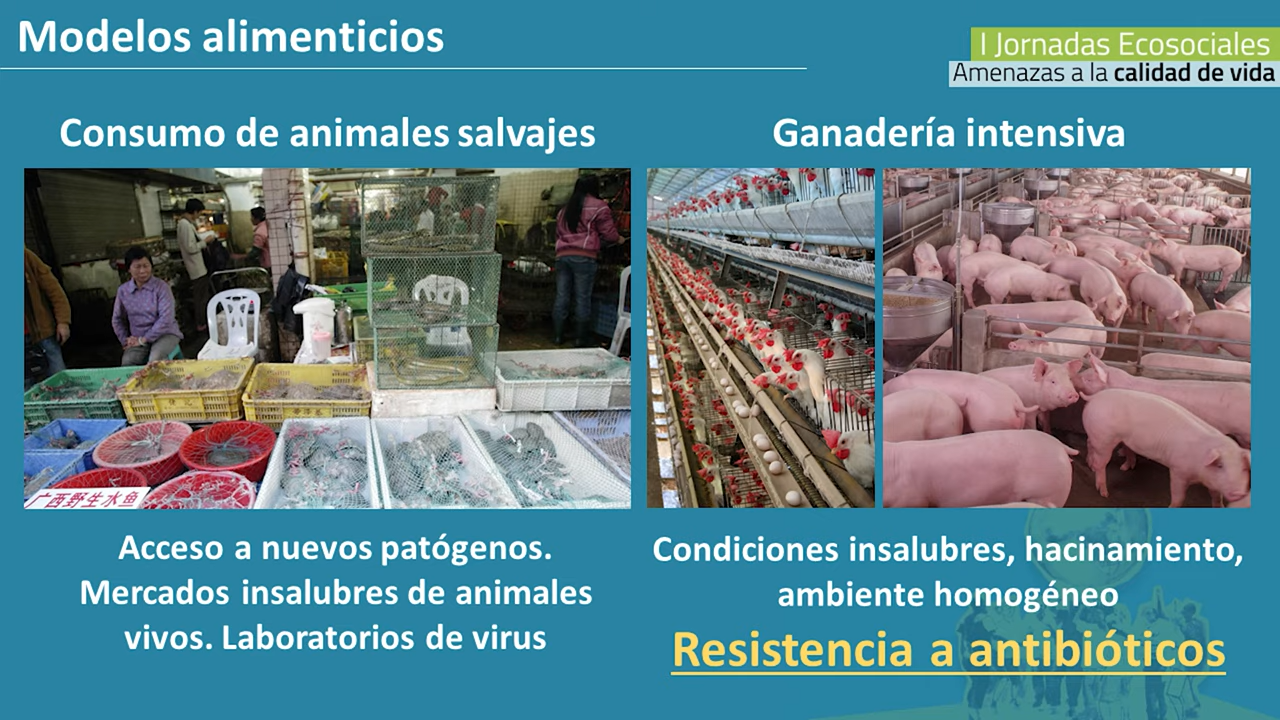 Modelos alimenticios
I Jornadas Ecosociales
Amenazas a la calidad de vida
Consumo de animales salvajes
Ganadería intensiva
广西野生水鱼
Acceso a nuevos patógenos.
Mercados insalubres de animales
vivos. Laboratorios de virus
Condiciones insalubres, hacinamiento,
ambiente homogéneo
Resistencia a antibióticos